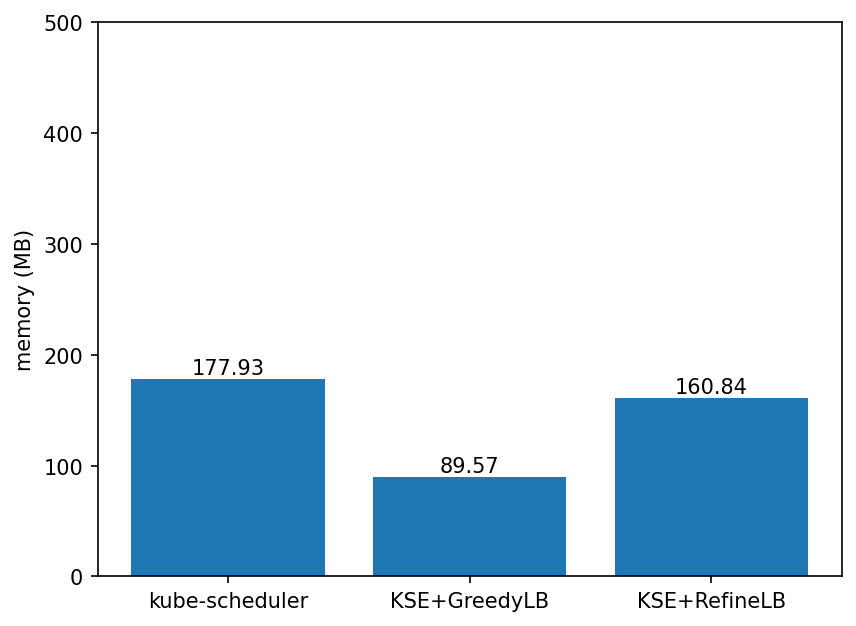 500
400
300
200
100
0
memory (MB)
177.93
89.57
160.84
kube-scheduler
KSE+GreedyLB
KSE+RefineLB